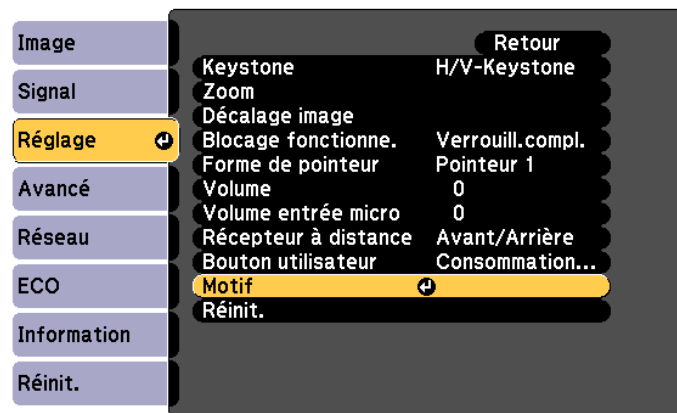 Image
Signal
Réglage
Avancé
Réseau
ECO
Information
Réinit.
Retour
Keystone H/V-Keystone
Zoom
Décalage image
Blocage fonctionne. Verrouill.compl.
Forme de pointeur Pointeur 1
Volume 0
Volume entrée micro 0
Récepteur à distance Avant/Arrière
Bouton utilisateur Consommation...
Motif
Réinit.